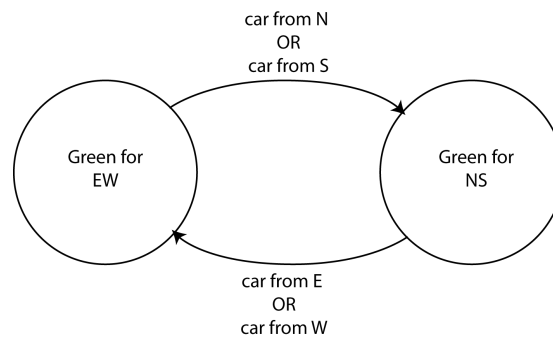 car from N
OR
car from S
Green for
EW
Green for
NS
car from E
OR
car from W